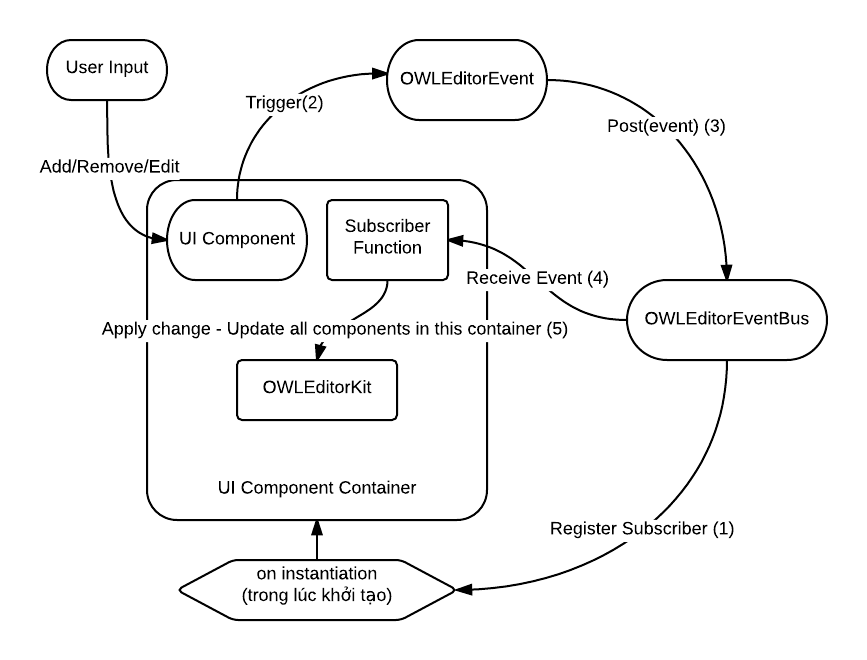 User Input
OWLEditorEvent
Trigger(2)
Post(event) (3)
Add/Remove/Edit
UI Component
Subscriber
Function
Receive Event (4)
OWLEditorEventBus
Apply change - Update all components in this container (5)
OWLEditorKit
UI Component Container
Register Subscriber (1)
on instantiation
(trong lúc khởi tạo)